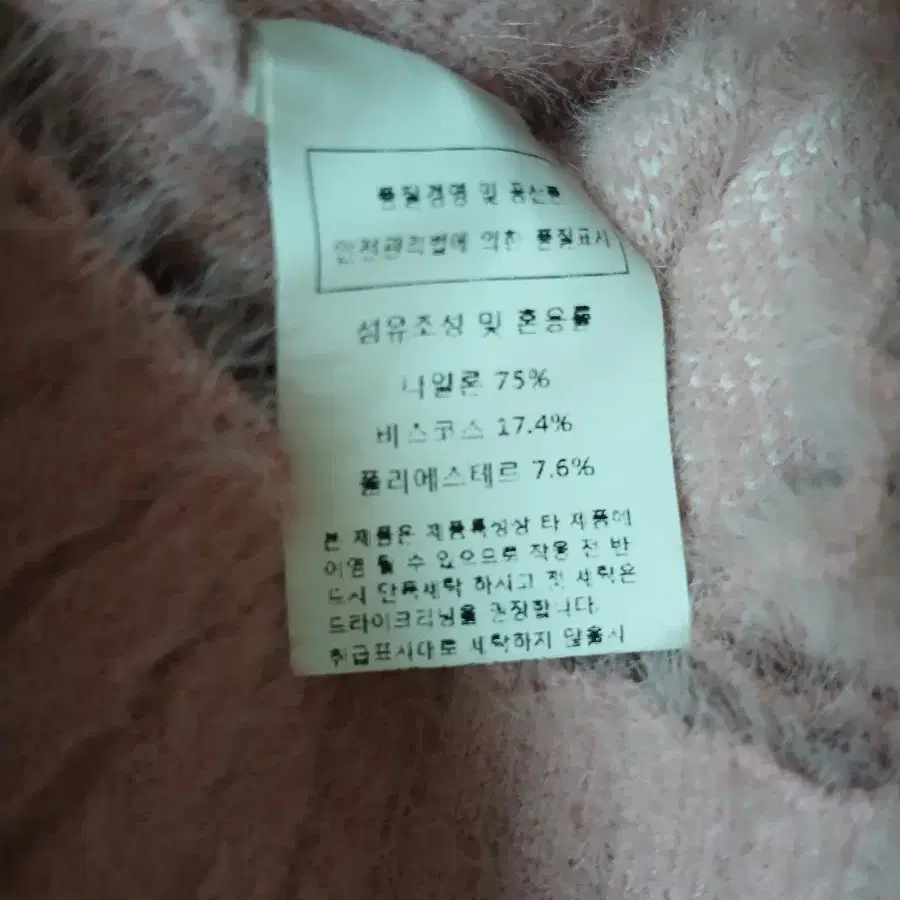 품질경영 및 공산품
안전관리법에 의한 품질표시
섬유조성 및 혼용률
나일론 75%
비스코스 17.4%
폴리에스테르 7.6%
본 제품은 제품특성상 타 제품에
이염 될 수 있으므로 착용 전 반
드시 단독세탁 하시고 첫 세탁은
드라이크리닝을 권장합니다.
취급표시대로 세탁하지 않을시